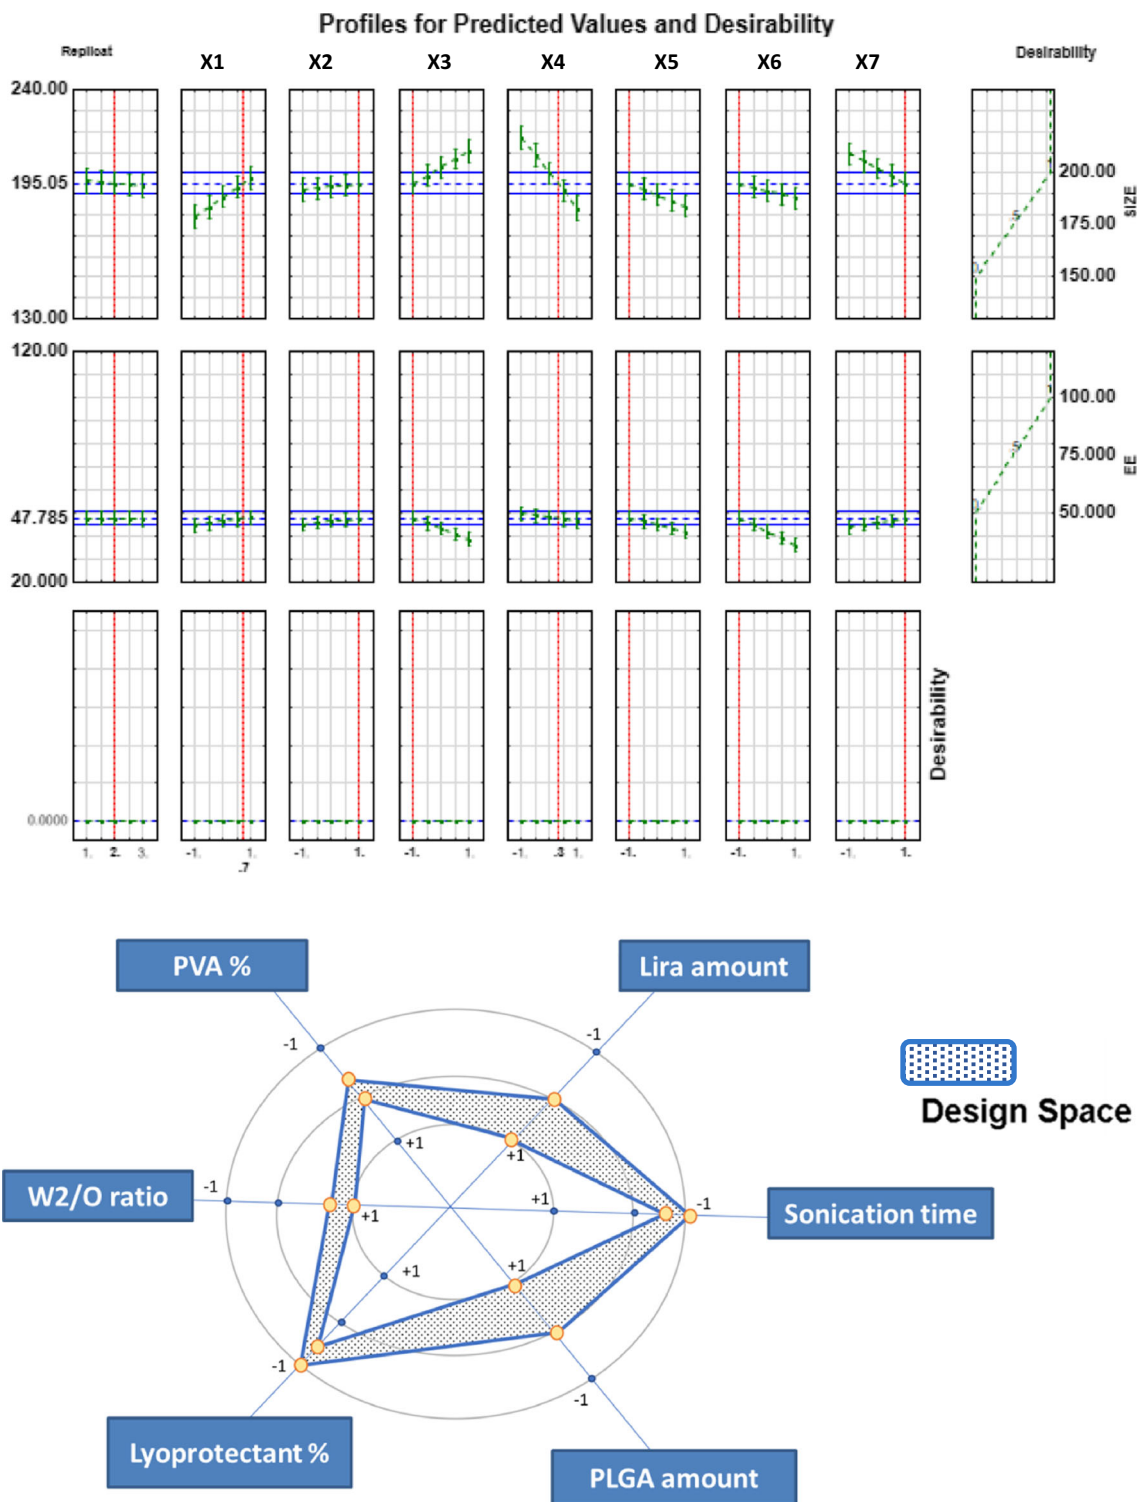 Profiles for Predicted Values and Desirability
Replicat X1 X2 X3 X4 X5 X6 X7 Desirability
240.00
195.05
130.00
200.00
175.00
150.00
SIZE
120.00
47.785
20.000
100.00
75.000
50.000
EE
0.0000
Desirability
1. 2. 3. -1. 1. -1. 1. -1. 1. -1. .3 1. -1. 1. -1. 1. -1. 1.
.7
PVA %
Lira amount
-1
-1
+1
+1
Design Space
W2/O ratio
-1
+1
+1
-1
Sonication time
+1
+1
-1
-1
Lyoprotectant %
PLGA amount